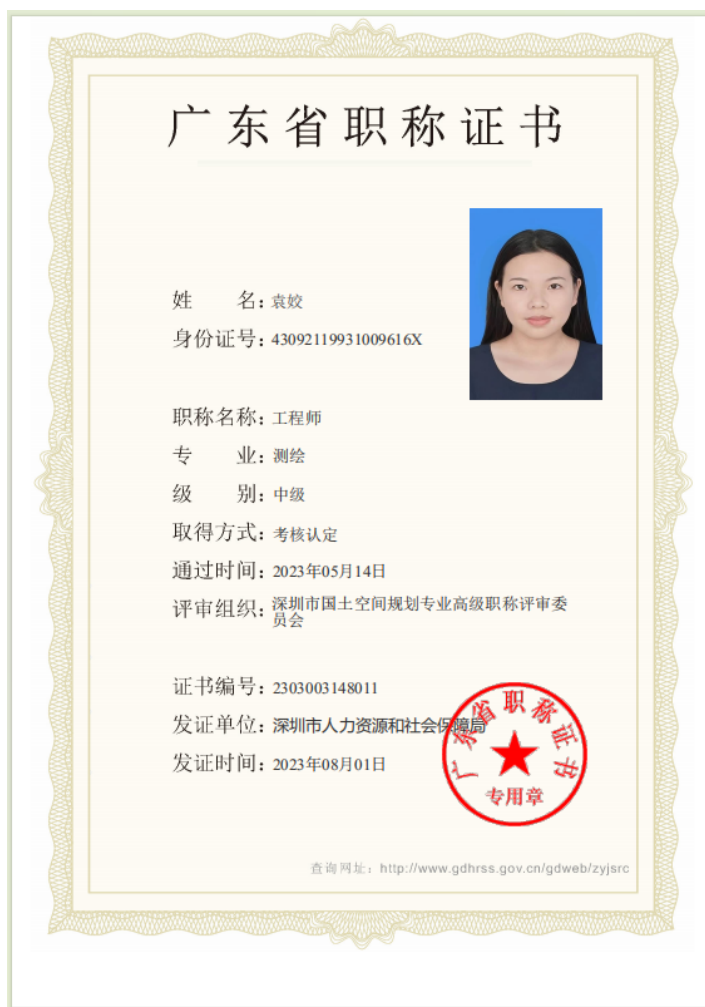 广东省职称证书
姓 名：袁姣
身份证号：43092119931009616X
职称名称：工程师
专 业：测绘
级 别：中级
取得方式：考核认定
通过时间：2023年05月14日
评审组织：深圳市国土空间规划专业高级职称评审委
员会
证书编号：2303003148011
发证单位：深圳市人力资源和社会保障局
发证时间：2023年08月01日
广东省职称证书
专用章
查询网址：http://www.gdhrss.gov.cn/gdweb/zyjsrc